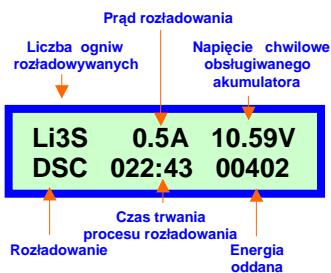 Prąd rozładowania
Liczba ogniw
rozładowywanych
Napięcie chwilowe
obsługiwanego
akumulatora
Li3S 0.5A 10.59V
DSC 022:43 00402
Czas trwania
procesu rozładowania
Rozładowanie
Energia
oddana